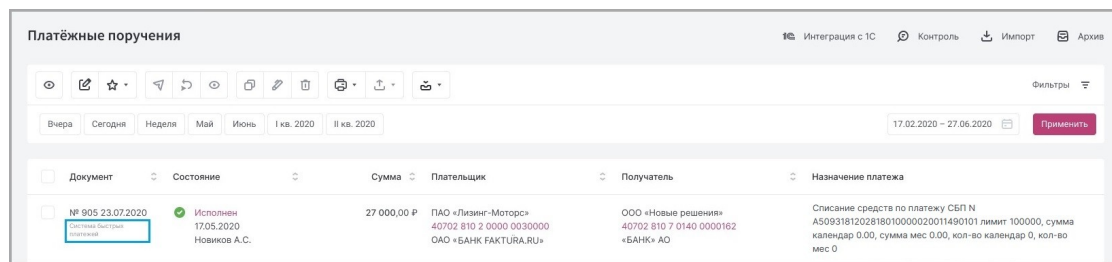 Платёжные поручения
1С Интеграция с 1С Контроль Импорт Архив
Фильтры
Вчера Сегодня Неделя Май Июнь I кв. 2020 II кв. 2020 17.02.2020 – 27.06.2020 Применить
Документ Состояние Сумма Плательщик Получатель Назначение платежа
№ 905 23.07.2020 Исполнен 27 000,00 ₽ ПАО «Лизинг-Моторс» ООО «Новые решения» Списание средств по платежу СБП N
Система быстрых 17.05.2020 40702 810 2 0000 0030000 40702 810 7 0140 0000162 A05093181202818010000020011490101 лимит 100000, сумма
платежей Новиков А.С. ОАО «БАНК FAKTURA.RU» «БАНК» АО календар 0.00, сумма мес 0.00, кол-во календар 0, кол-во
мес 0